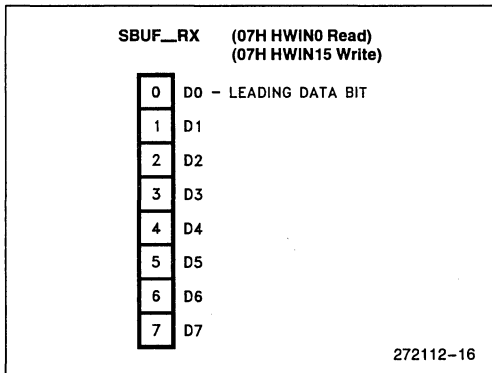 SBUF__RX (07H HWIN0 Read)
(07H HWIN15 Write)
0 D0 – LEADING DATA BIT
1 D1
2 D2
3 D3
4 D4
5 D5
6 D6
7 D7
272112–16